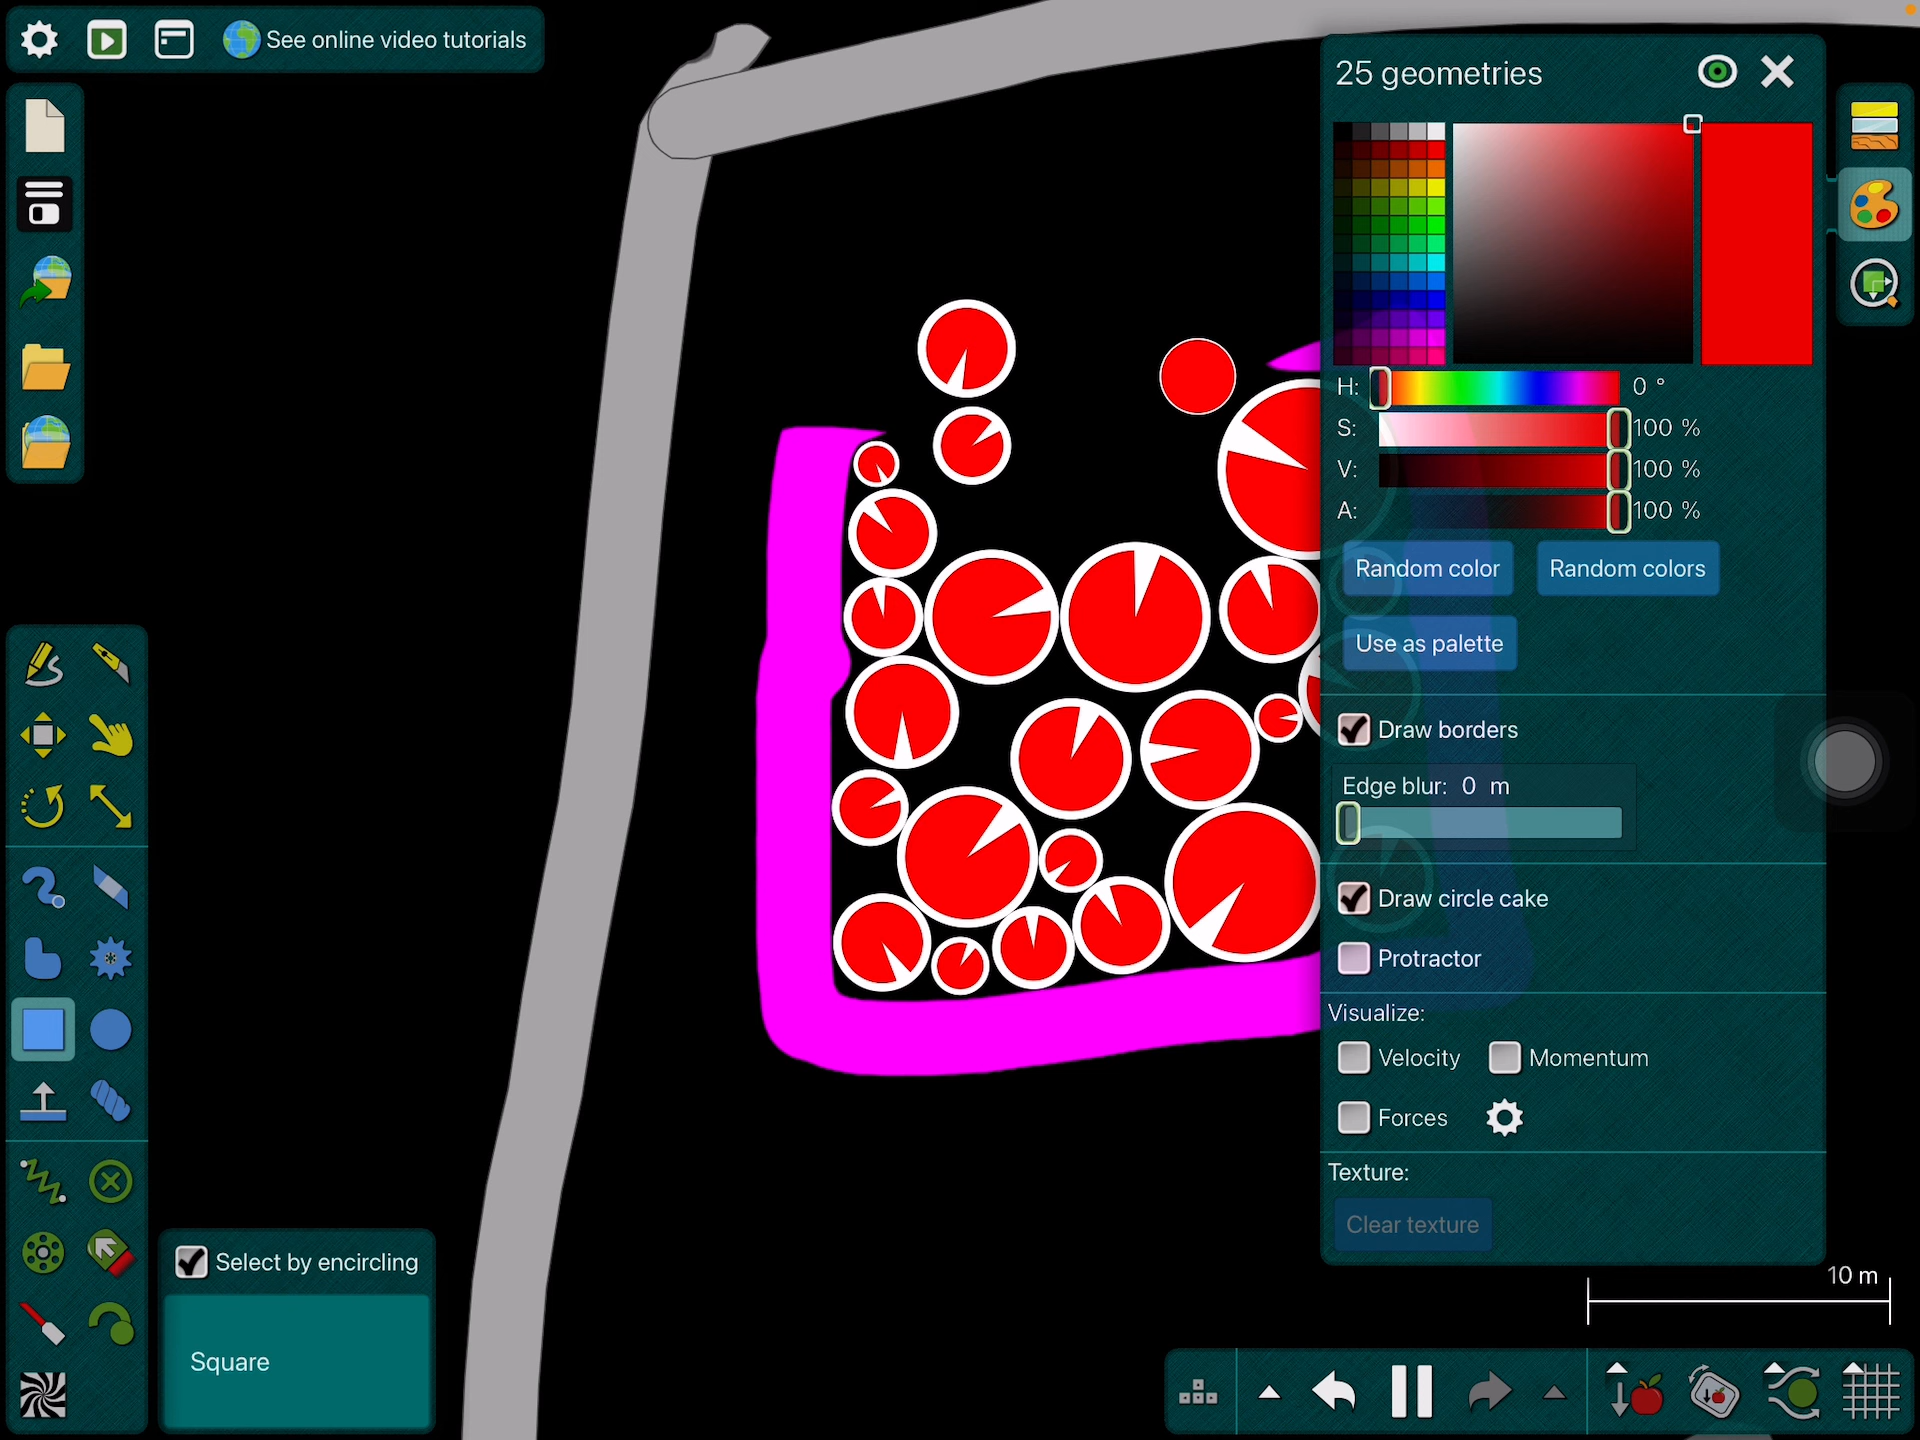 See online video tutorials
25 geometries
H: 0 °
S: 100 %
V: 100 %
A: 100 %
Random color Random colors
Use as palette
Draw borders
Edge blur: 0 m
Draw circle cake
Protractor
Visualize:
Velocity Momentum
Forces
Texture:
Clear texture
Select by encircling
Square
10 m